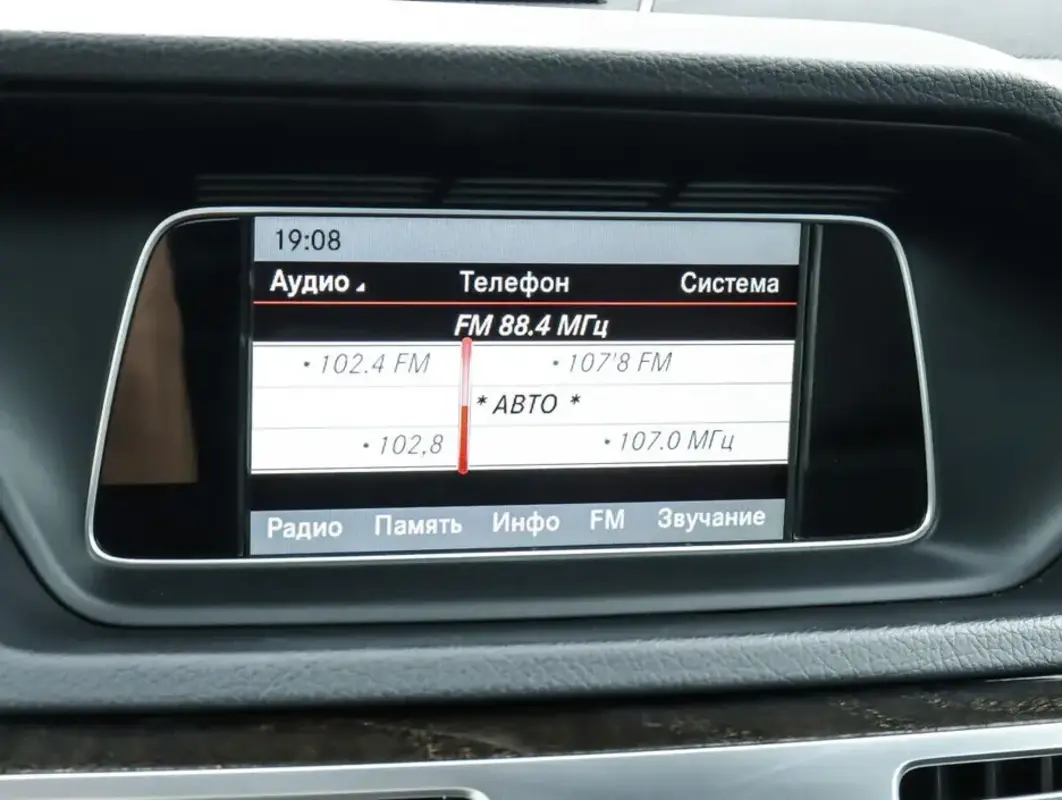 19:08
Аудио Телефон Система
FM 88.4 МГц
• 102.4 FM • 107'8 FM
* АВТО *
• 102,8 • 107.0 МГц
Радио Память Инфо FM Звучание